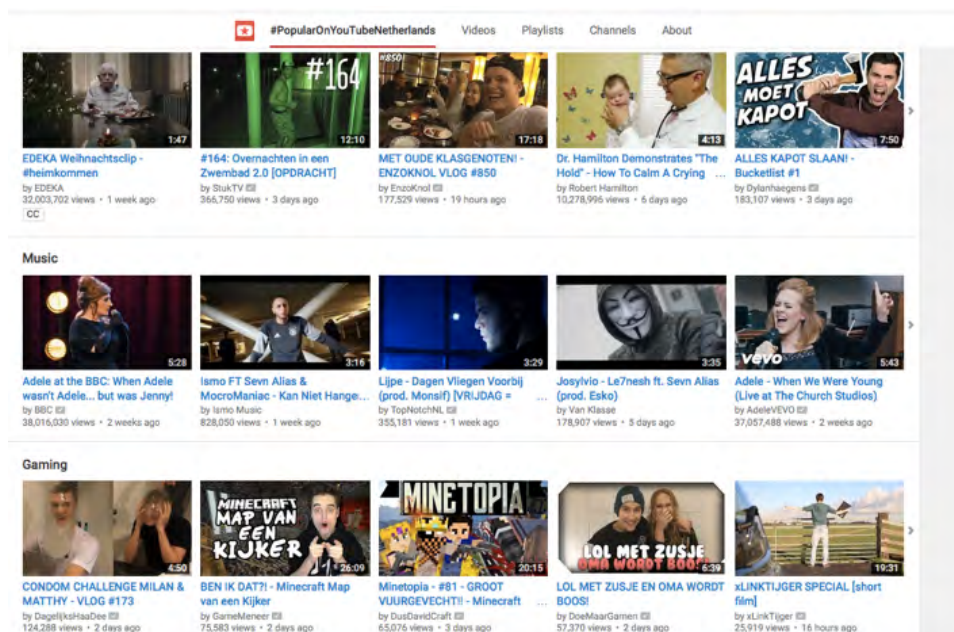 #PopularOnYouTubeNetherlands Videos Playlists Channels About
#164
#850
ALLES
MOET
KAPOT
1:47 12:10 17:18 4:13 7:50
EDEKA Weihnachtsclip -
#heimkommen
by EDEKA
32,003,702 views • 1 week ago
CC
#164: Overnachten in een
Zwembad 2.0 [OPDRACHT]
by StukTV
366,750 views • 3 days ago
MET OUDE KLASGENOTEN! -
ENZOKNOL VLOG #850
by EnzoKnol
177,529 views • 19 hours ago
Dr. Hamilton Demonstrates "The
Hold" - How To Calm A Crying ...
by Robert Hamilton
10,278,996 views • 6 days ago
ALLES KAPOT SLAAN! -
Bucketlist #1
by Dylanhaegens
183,107 views • 3 days ago
Music
vevo
5:28 3:16 3:29 3:35 5:43
Adele at the BBC: When Adele
wasn't Adele... but was Jenny!
by BBC
38,016,030 views • 2 weeks ago
Ismo FT Sevn Alias &
MocroManiac - Kan Niet Hange...
by Ismo Music
828,050 views • 1 week ago
Lijpe - Dagen Vliegen Voorbij
(prod. Monsif) [VRIJDAG = ...
by TopNotchNL
355,181 views • 1 week ago
Josylvio - Le7nesh ft. Sevn Alias
(prod. Esko)
by Van Klasse
178,907 views • 5 days ago
Adele - When We Were Young
(Live at The Church Studios)
by AdeleVEVO
37,057,488 views • 2 weeks ago
Gaming
MINECRAFT
MAP VAN
EEN
KIJKER
MINETOPIA
LOL MET ZUSJE
OMA WORDT BOOS!
4:50 26:09 20:15 6:39 19:31
CONDOM CHALLENGE MILAN &
MATTHY - VLOG #173
by DagelijksHaaDee
124,288 views • 2 days ago
BEN IK DAT?! - Minecraft Map
van een Kijker
by GameMeneer
75,583 views • 2 days ago
Minetopia - #81 - GROOT
VUURGEVECHT!! - Minecraft ...
by DusDavidCraft
65,076 views • 3 days ago
LOL MET ZUSJE EN OMA WORDT
BOOS!
by DoeMaarGamen
57,370 views • 2 days ago
xLINKTIJGER SPECIAL [short
film]
by xLinkTijger
25,919 views • 16 hours ago